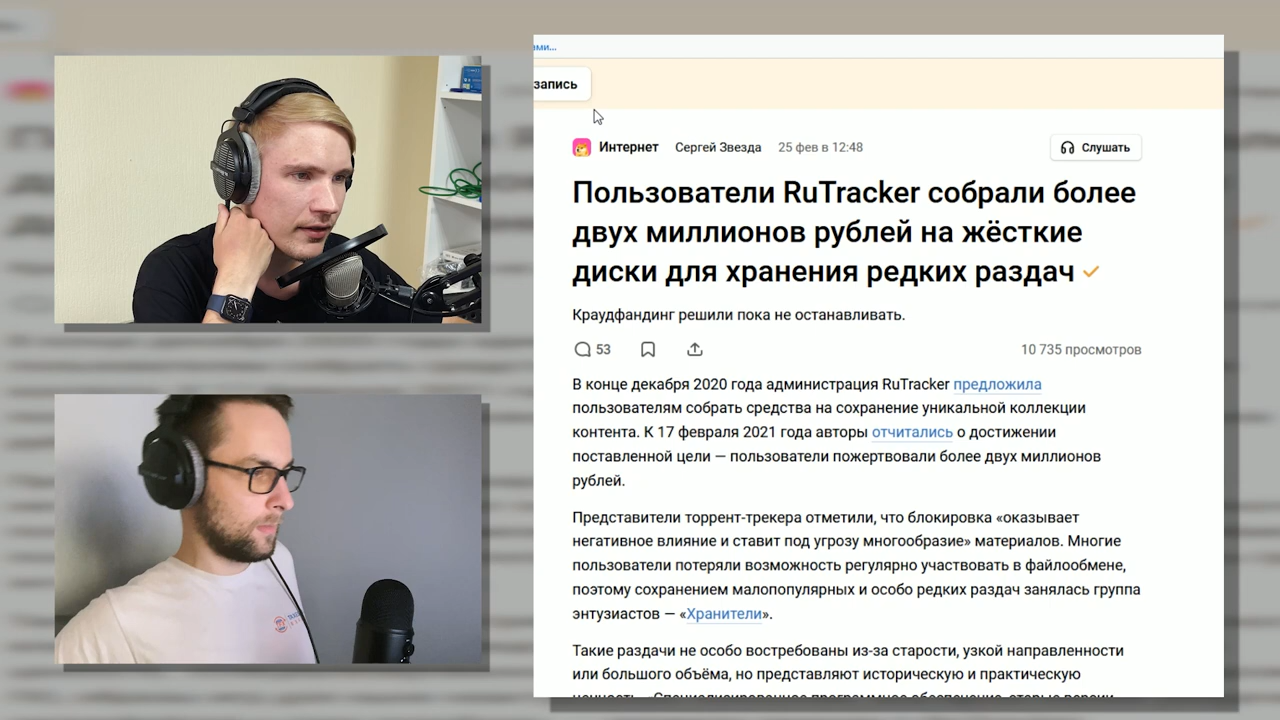 запись
Интернет Сергей Звезда 25 фев в 12:48 Слушать
Пользователи RuTracker собрали более
двух миллионов рублей на жёсткие
диски для хранения редких раздач
Краудфандинг решили пока не останавливать.
53 10 735 просмотров
В конце декабря 2020 года администрация RuTracker предложила
пользователям собрать средства на сохранение уникальной коллекции
контента. К 17 февраля 2021 года авторы отчитались о достижении
поставленной цели — пользователи пожертвовали более двух миллионов
рублей.
Представители торрент-трекера отметили, что блокировка «оказывает
негативное влияние и ставит под угрозу многообразие» материалов. Многие
пользователи потеряли возможность регулярно участвовать в файлообмене,
поэтому сохранением малопопулярных и особо редких раздач занялась группа
энтузиастов — «Хранители».
Такие раздачи не особо востребованы из-за старости, узкой направленности
или большого объёма, но представляют историческую и практическую